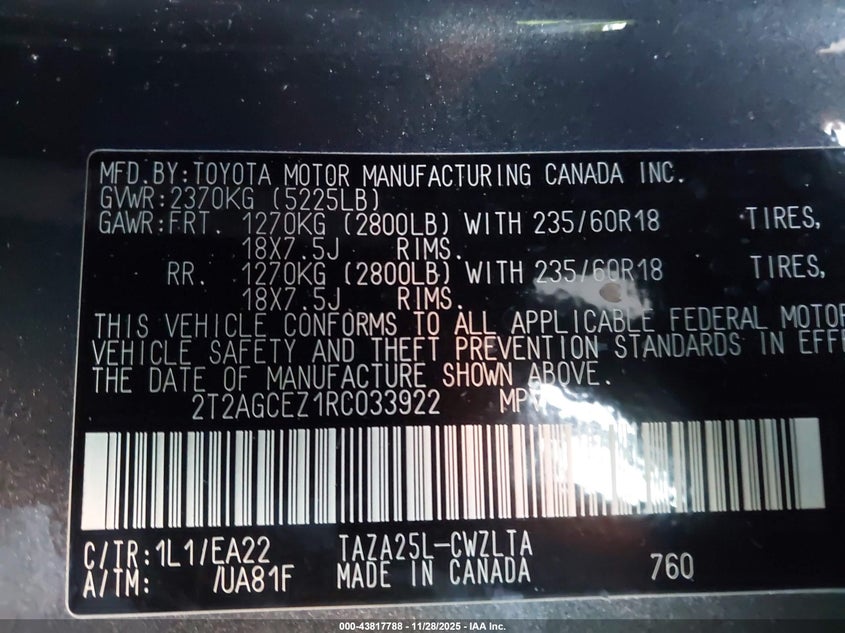 MFD.BY:TOYOTA MOTOR MANUFACTURING CANADA INC.
GVWR:2370KG (5225LB)
GAWR:FRT. 1270KG (2800LB) WITH 235/60R18 TIRES,
18X7.5J RIMS.
RR. 1270KG (2800LB) WITH 235/60R18 TIRES,
18X7.5J RIMS.
THIS VEHICLE CONFORMS TO ALL APPLICABLE FEDERAL MOTOR
VEHICLE SAFETY AND THEFT PREVENTION STANDARDS IN EFFE
THE DATE OF MANUFACTURE SHOWN ABOVE.
2T2AGCEZ1RC033922 MPV
C/TR:1L1/EA22 TAZA25L-CWZLTA
A/TM: /UA81F MADE IN CANADA 760
000-43817788 - 11/28/2025 - IAA Inc.